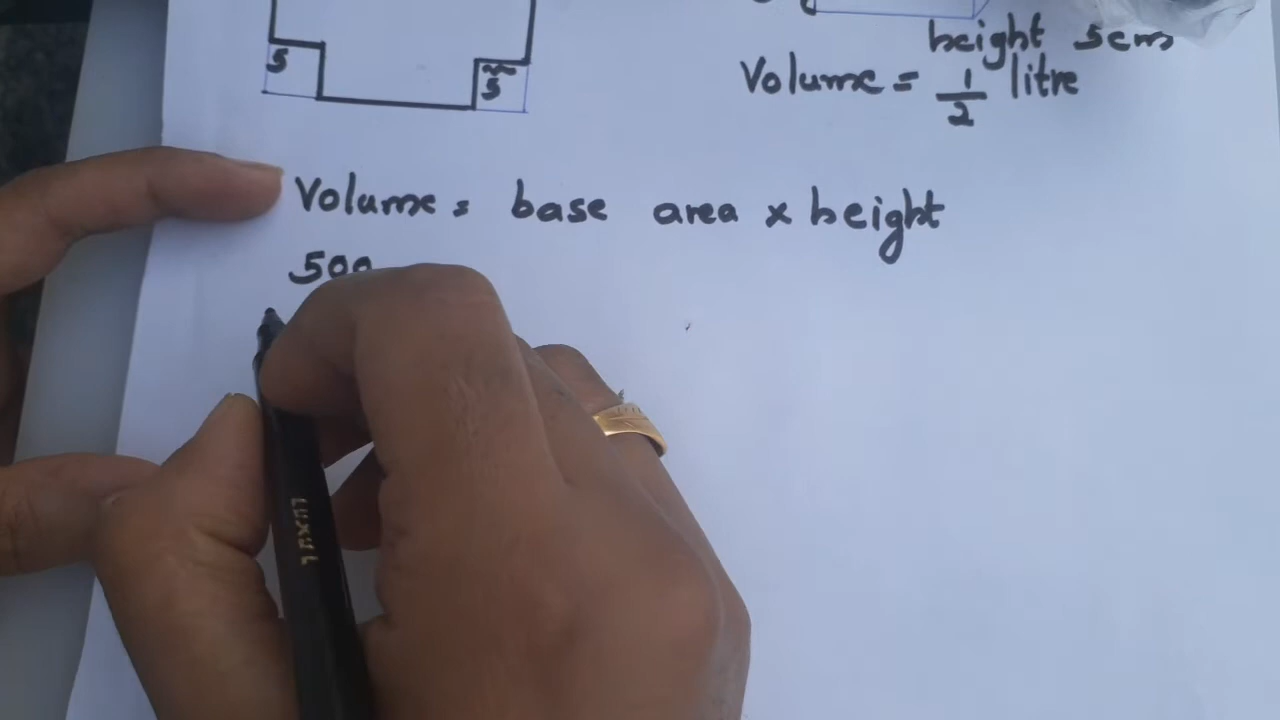 5
5
height 5cm
Volume = 1/2 litre
Volume = base area x height
500
LUXOR